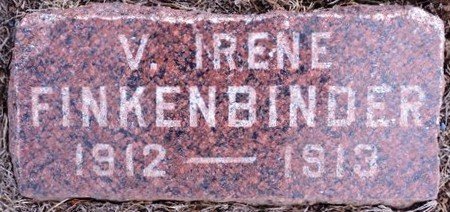 V. IRENE
FINKENBINDER
1912 — 1913